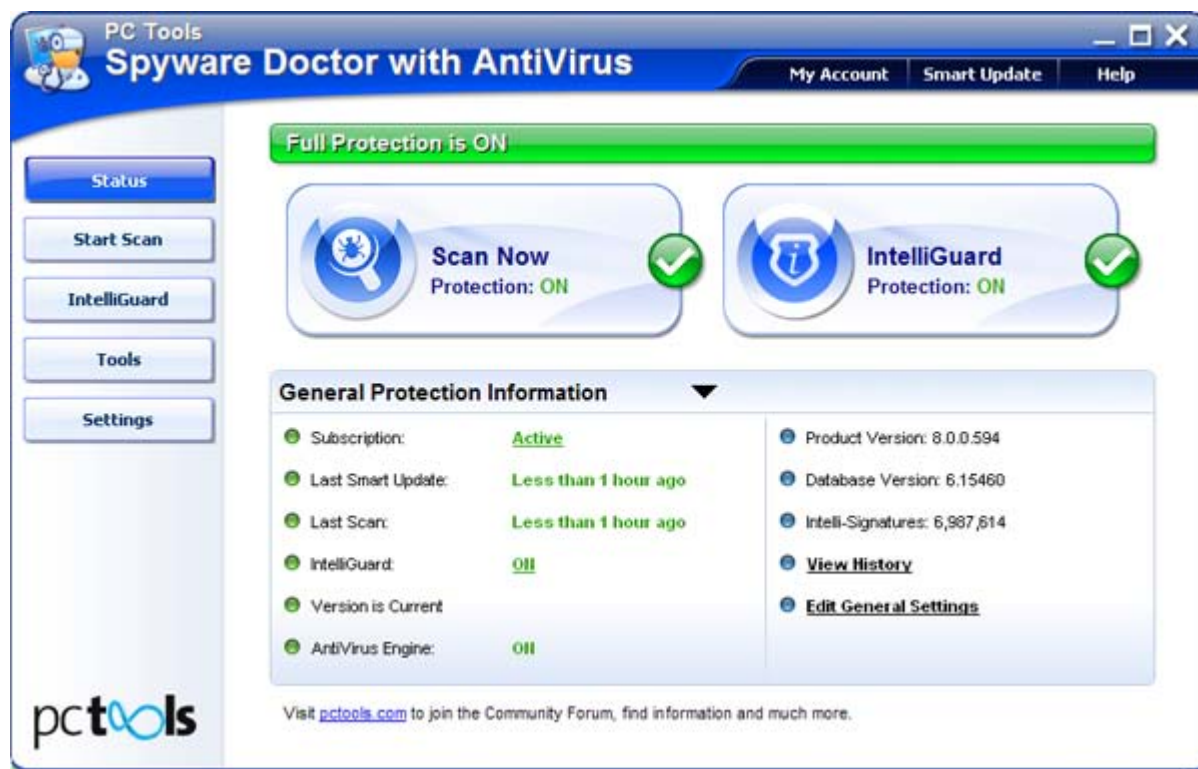 PC Tools
Spyware Doctor with AntiVirus
My Account Smart Update Help
Full Protection is ON
Status
Start Scan
IntelliGuard
Tools
Settings
Scan Now
Protection: ON
IntelliGuard
Protection: ON
General Protection Information
Subscription: Active
Last Smart Update: Less than 1 hour ago
Last Scan: Less than 1 hour ago
IntelliGuard: ON
Version is Current
AntiVirus Engine: ON
Product Version: 8.0.0.594
Database Version: 6.15460
Intelli-Signatures: 6,987,614
View History
Edit General Settings
pctools
Visit pctools.com to join the Community Forum, find information and much more.